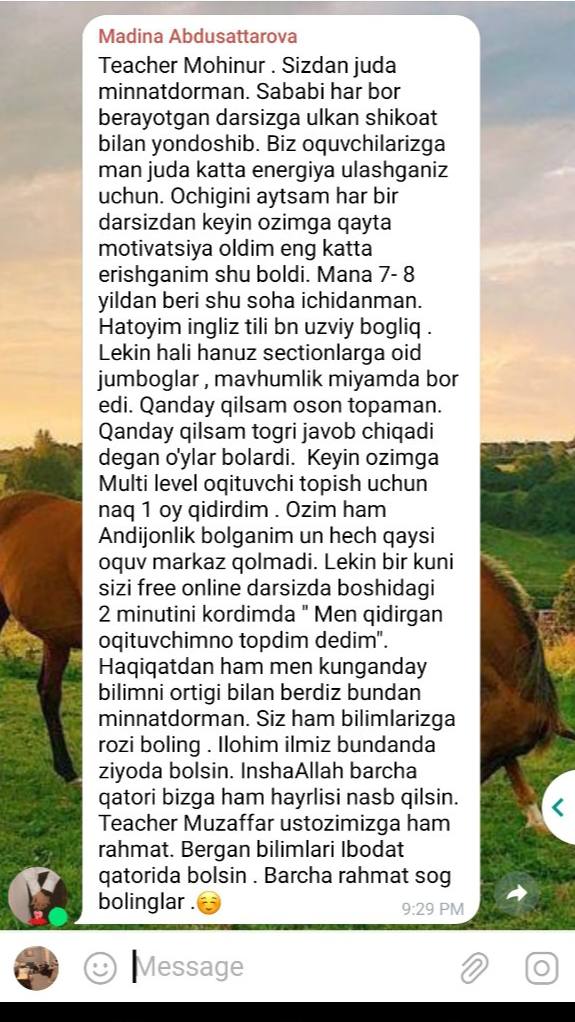 Madina Abdusattarova
Teacher Mohinur . Sizdan juda
minnatdorman. Sababi har bor
berayotgan darsizga ulkan shikoat
bilan yondoshib. Biz oquvchilarizga
man juda katta energiya ulashganiz
uchun. Ochigini aytsam har bir
darsizdan keyin ozimga qayta
motivatsiya oldim eng katta
erishganim shu boldi. Mana 7- 8
yildan beri shu soha ichidanman.
Hatoyim ingliz tili bn uzviy bogliq .
Lekin hali hanuz sectionlarga oid
jumboglar , mavhumlik miyamda bor
edi. Qanday qilsam oson topaman.
Qanday qilsam togri javob chiqadi
degan o'ylar bolardi.  Keyin ozimga
Multi level oqituvchi topish uchun
naq 1 oy qidirdim . Ozim ham
Andijonlik bolganim un hech qaysi
oquv markaz qolmadi. Lekin bir kuni
sizi free online darsizda boshidagi
2 minutini kordimda " Men qidirgan
oqituvchimno topdim dedim".
Haqiqatdan ham men kunganday
bilimni ortigi bilan berdiz bundan
minnatdorman. Siz ham bilimlarizga
rozi boling . Ilohim ilmiz bundanda
ziyoda bolsin. InshaAllah barcha
qatori bizga ham hayrlisi nasb qilsin.
Teacher Muzaffar ustozimizga ham
rahmat. Bergan bilimlari Ibodat
qatorida bolsin . Barcha rahmat sog
bolinglar .☺️
9:29 PM
Message